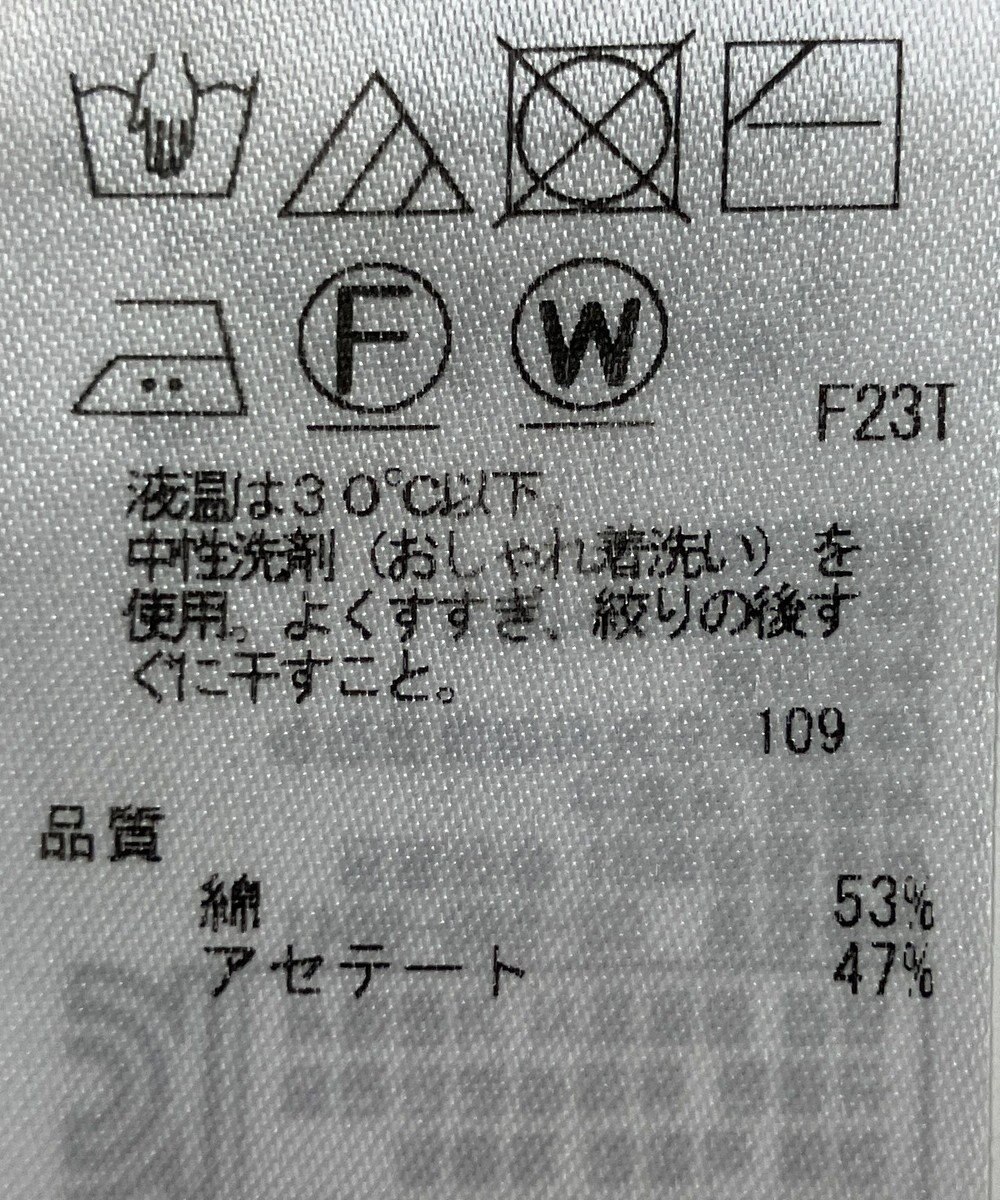 F W
F23T
液温は30℃以下、
中性洗剤（おしゃれ着洗い）を
使用。よくすすぎ、絞りの後す
ぐに干すこと。
109
品質
綿 53%
アセテート 47%